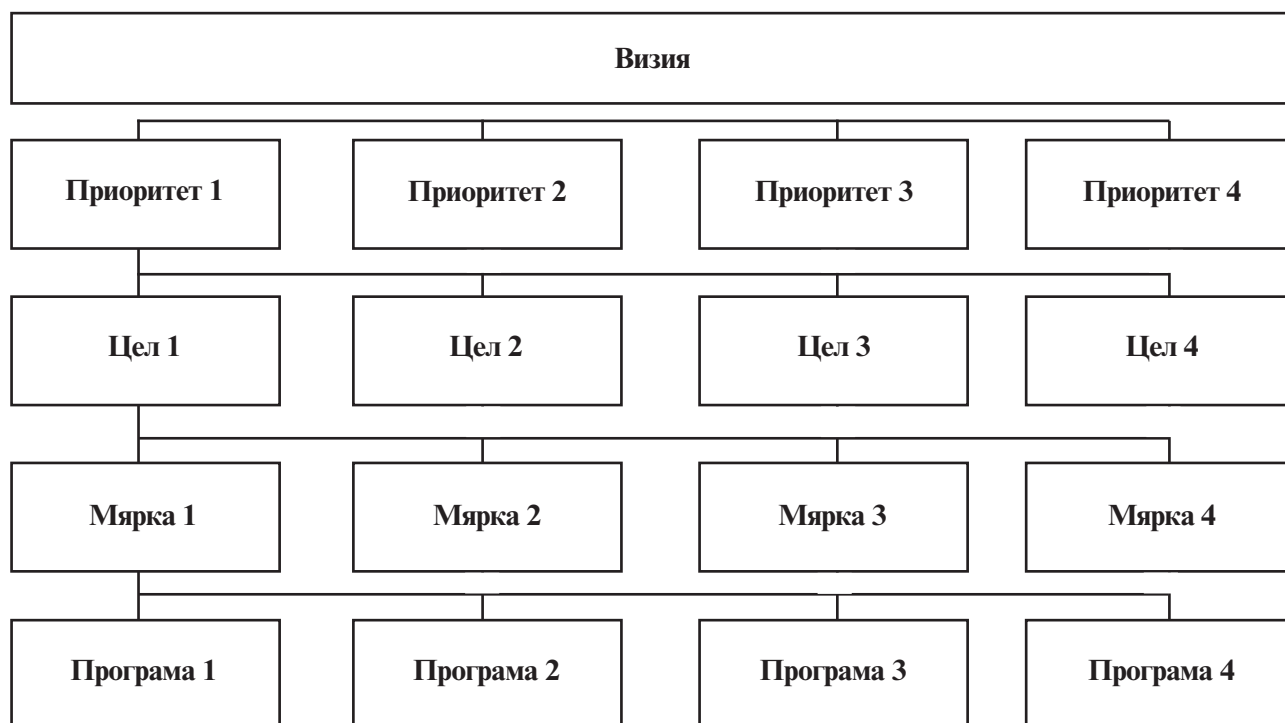 Визия
Приоритет 1
Приоритет 2
Приоритет 3
Приоритет 4
Цел 1
Цел 2
Цел 3
Цел 4
Мярка 1
Мярка 2
Мярка 3
Мярка 4
Програма 1
Програма 2
Програма 3
Програма 4